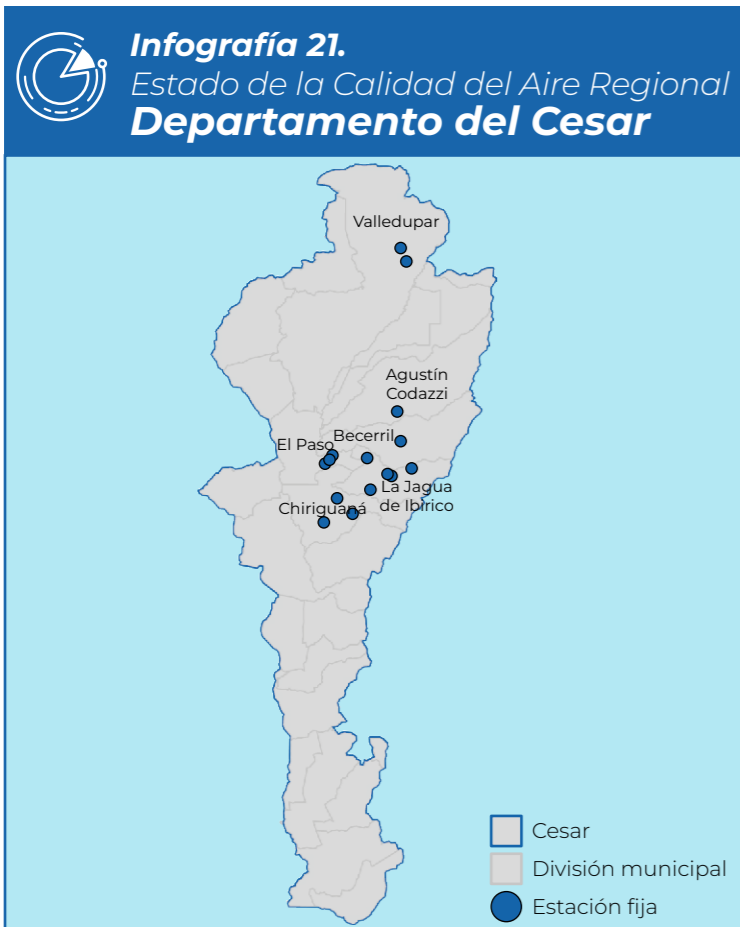 Infografía 21.
Estado de la Calidad del Aire Regional
Departamento del Cesar
Valledupar
Agustín
Codazzi
Becerril
El Paso
La Jagua
de Ibirico
Chiriguaná
Cesar
División municipal
Estación fija